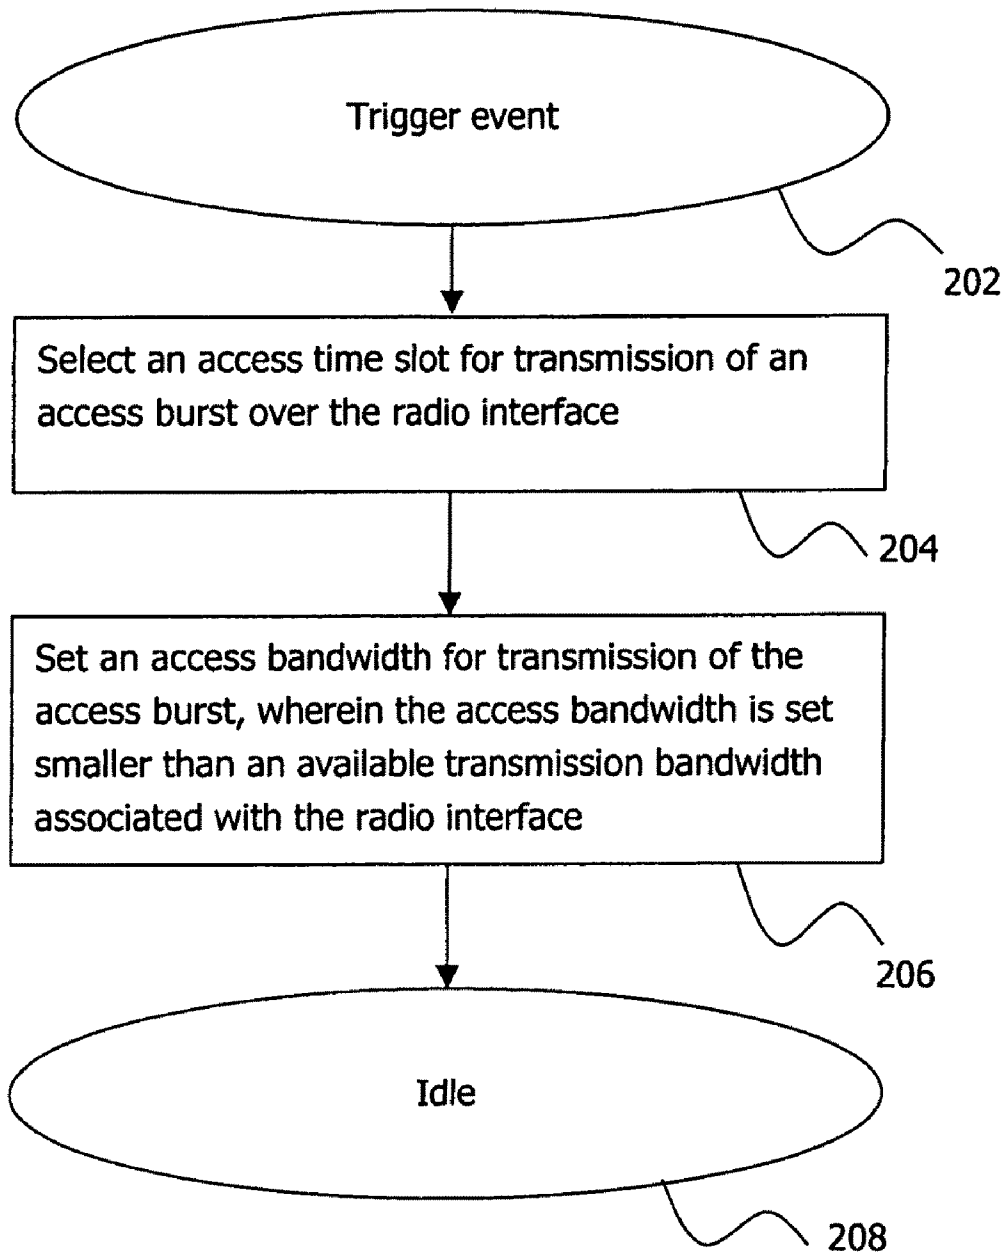 Trigger event
202
Select an access time slot for transmission of an
access burst over the radio interface
204
Set an access bandwidth for transmission of the
access burst, wherein the access bandwidth is set
smaller than an available transmission bandwidth
associated with the radio interface
206
Idle
208